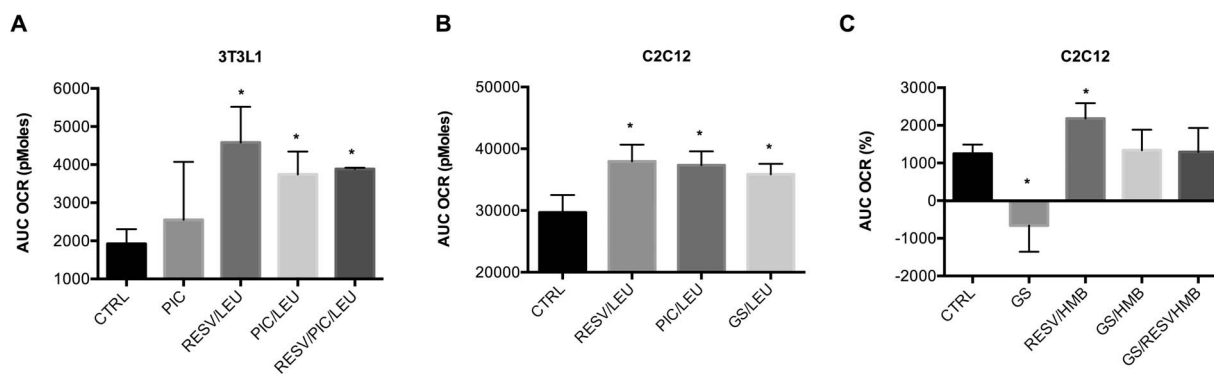 A
3T3L1
AUC OCR (pMoles)
6000
5000
4000
3000
2000
1000
*
*
*
CTRL
PIC
RESV/LEU
PIC/LEU
RESV/PIC/LEU
B
C2C12
AUC OCR (pMoles)
50000
40000
30000
20000
*
*
*
CTRL
RESV/LEU
PIC/LEU
GS/LEU
C
C2C12
AUC OCR (%)
3000
2000
1000
0
-1000
-2000
*
*
CTRL
GS
RESV/HMB
GS/HMB
GS/RESV/HMB